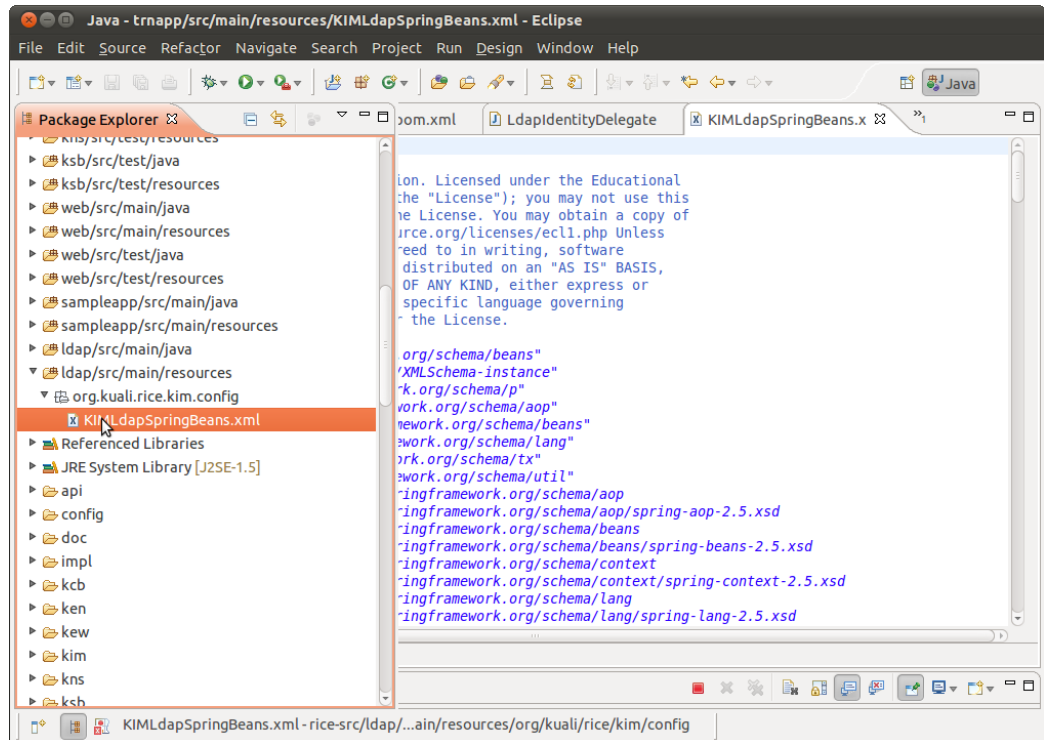 Java - trnapp/src/main/resources/KIMLdapSpringBeans.xml - Eclipse
File Edit Source Refactor Navigate Search Project Run Design Window Help
Java
Package Explorer
kns/src/test/resources
ksb/src/test/java
ksb/src/test/resources
web/src/main/java
web/src/main/resources
web/src/test/java
web/src/test/resources
sampleapp/src/main/java
sampleapp/src/main/resources
ldap/src/main/java
ldap/src/main/resources
org.kuali.rice.kim.config
KIMLdapSpringBeans.xml
Referenced Libraries
JRE System Library [J2SE-1.5]
api
config
doc
impl
kcb
ken
kew
kim
kns
ksb
pom.xml LdapIdentityDelegate KIMLdapSpringBeans.x »1
ion. Licensed under the Educational
the "License"); you may not use this
he License. You may obtain a copy of
urce.org/licenses/ecl1.php Unless
reed to in writing, software
distributed on an "AS IS" BASIS,
OF ANY KIND, either express or
specific language governing
r the License.
.org/schema/beans"
/XMLSchema-instance"
rk.org/schema/p"
work.org/schema/aop"
mework.org/schema/beans"
ework.org/schema/lang"
ork.org/schema/tx"
ework.org/schema/util"
ringframework.org/schema/aop
ringframework.org/schema/aop/spring-aop-2.5.xsd
ringframework.org/schema/beans
ringframework.org/schema/beans/spring-beans-2.5.xsd
ringframework.org/schema/context
ringframework.org/schema/context/spring-context-2.5.xsd
ringframework.org/schema/lang
ringframework.org/schema/lang/spring-lang-2.5.xsd
KIMLdapSpringBeans.xml - rice-src/ldap/...ain/resources/org/kuali/rice/kim/config